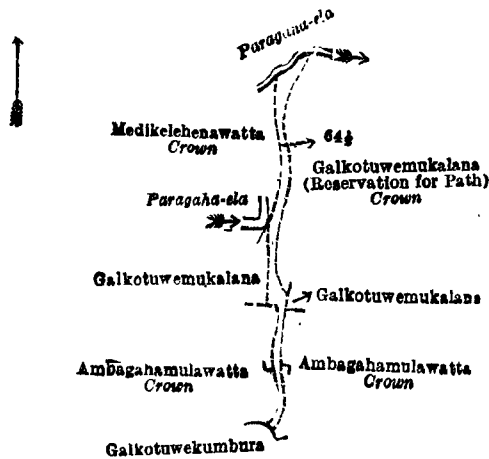 Paragaha-ela
Medikelehenawatta
Crown
64½
Galkotuwemukalana
(Reservation for Path)
Crown
Paragaha-ela
Galkotuwemukalana
Galkotuwemukalana
Ambagahamulawatta
Crown
Ambagahamulawatta
Crown
Galkotuwekumbura